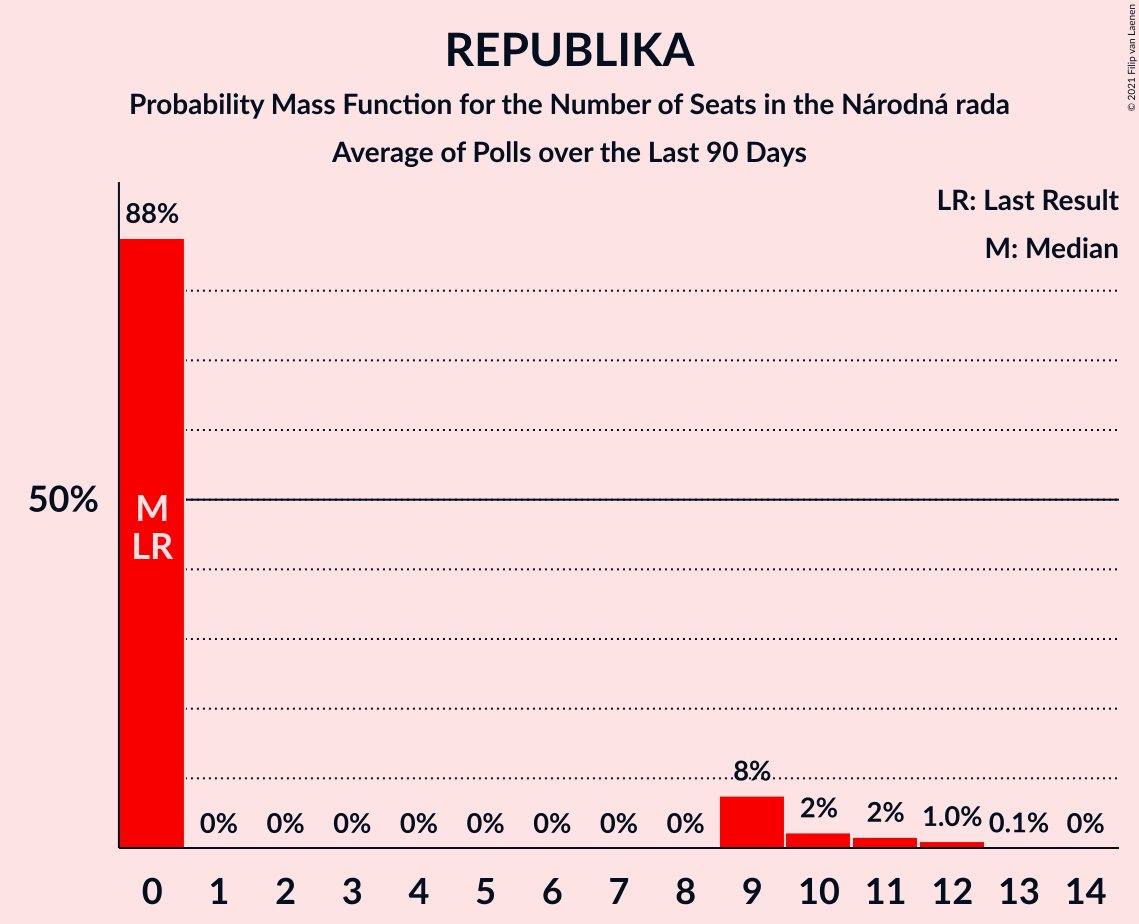 REPUBLIKA
Probability Mass Function for the Number of Seats in the Národná rada
Average of Polls over the Last 90 Days
© 2021 Filip van Laenen
LR: Last Result
M: Median
88%
50%
M
LR
0% 0% 0% 0% 0% 0% 0% 0% 8% 2% 2% 1.0% 0.1% 0%
0 1 2 3 4 5 6 7 8 9 10 11 12 13 14